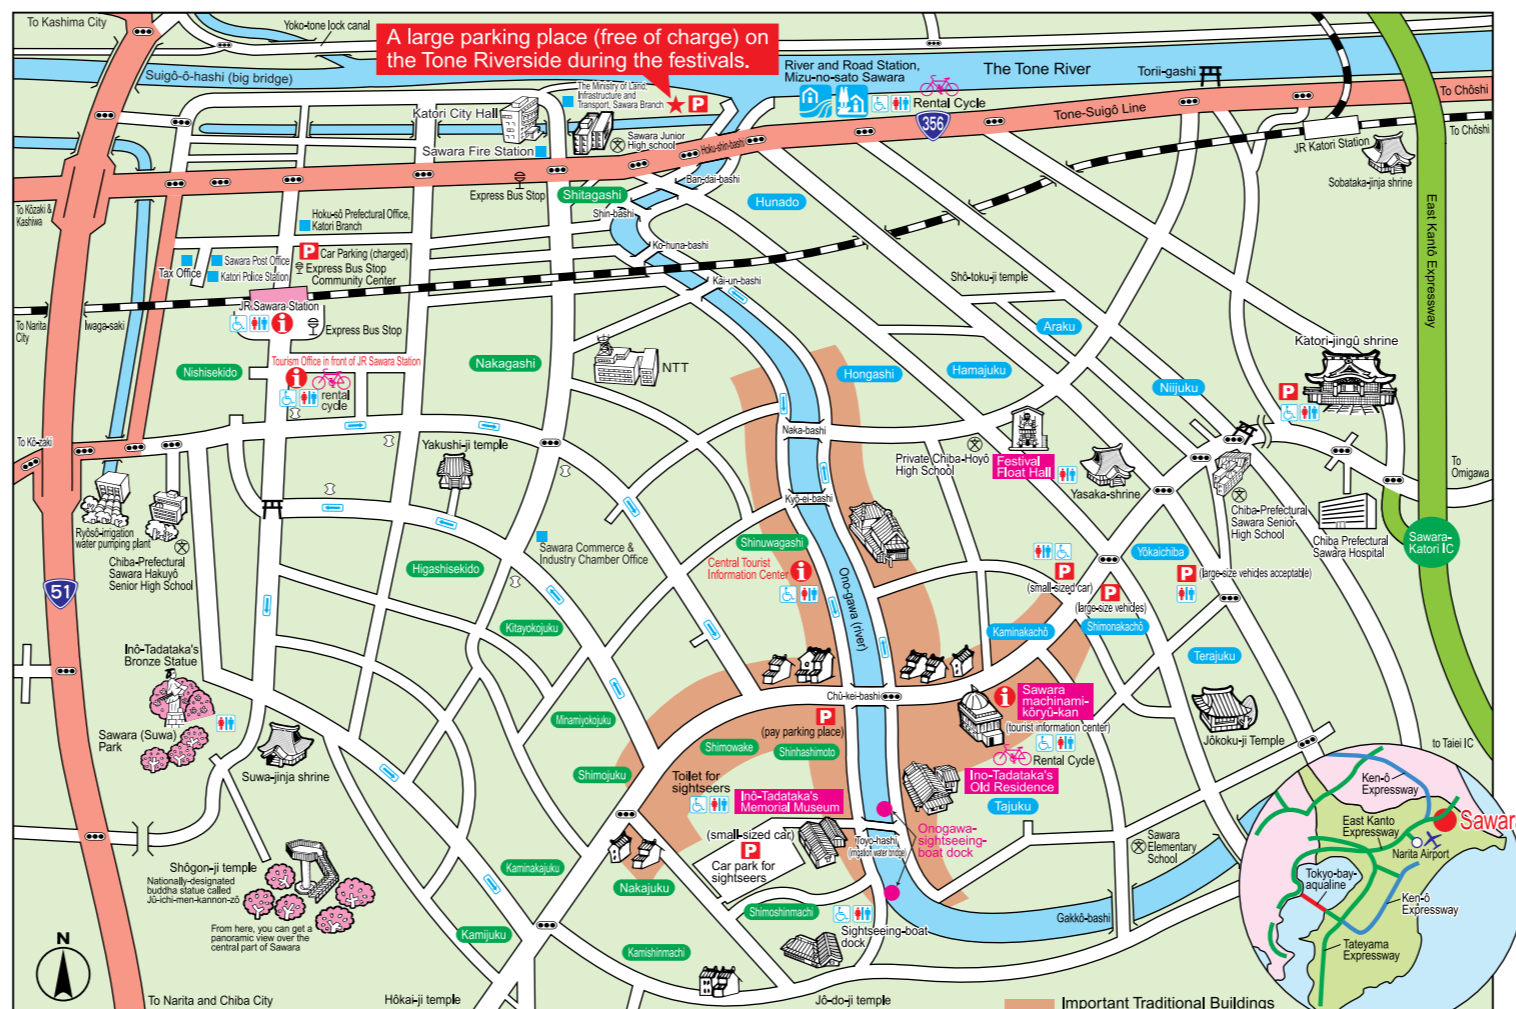 To Kashima City
Yoko-tone lock canal
A large parking place (free of charge) on
the Tone Riverside during the festivals.
Suigô-ô-hashi (big bridge)
River and Road Station,
Mizu-no-sato Sawara
The Tone River
Torii-gashi
To Chôshi
The Ministry of Land,
Infrastructure and
Transport, Sawara Branch
P
Rental Cycle
Tone-Suigô Line
356
Katori City Hall
Sawara Junior
High school
Sawara Fire Station
Hoku-shin-bashi
To Chôshi
JR Katori Station
Sobataka-jinja shrine
Express Bus Stop
Shitagashi
Ban-dai-bashi
Hunado
To Kôzaki &
Kashiwa
Shin-bashi
Hoku-sô Prefectural Office,
Katori Branch
East Kantô Expressway
Ko-huna-bashi
P
Car Parking (charged)
Express Bus Stop
Community Center
Tax Office
Sawara Post Office
Katori Police Station
Kai-un-bashi
Shô-toku-ji temple
JR Sawara Station
To Narita
City
Iwaga-saki
Express Bus Stop
Araku
Katori-jingû shrine
Tourism Office in front of JR Sawara Station
Nishisekido
Nakagashi
NTT
Hongashi
Hamajuku
Niijuku
P
rental
cycle
To Kô-zaki
Yakushi-ji temple
Naka-bashi
Private Chiba-Hoyô
High School
Festival
Float Hall
Yasaka-shrine
To
Omigawa
Kyô-ei-bashi
Chiba-Prefectural
Sawara Senior
High School
Chiba Prefectural
Sawara Hospital
Sawara-
Katori IC
Ryôsô-irrigation
water pumping plant
Chiba-Prefectural
Sawara Hakuyô
Senior High School
Sawara Commerce &
Industry Chamber Office
Shinuwagashi
Central Tourist
Information Center
Yôkaichiba
P
(small-sized car)
P
(large-size vehicles acceptable)
P
(large-size vehicles)
Higashisekido
51
Ono-gawa (river)
Kitayokojuku
Kaminakachô
Shimonakachô
Inô-Tadataka's
Bronze Statue
Terajuku
Chû-kei-bashi
Sawara
machinami-
kôryû-kan
(tourist information center)
Minamiyokojuku
P
(pay parking place)
Sawara (Suwa)
Park
Suwa-jinja shrine
Shimowake
Shinhashimoto
Jôkoku-ji Temple
to Taiei IC
Rental Cycle
Shimojuku
Toilet for
sightseers
Inô-Tadataka's
Memorial Museum
Ino-Tadataka's
Old Residence
Tajuku
Ken-ô
Expressway
East Kanto
Expressway
Sawar
Narita Airport
Tokyo-bay-
aqualine
Ken-ô
Expressway
Tateyama
Expressway
(small-sized car)
P
Car park for
sightseers
Toyo-hashi
(irrigation water bridge)
Onogawa-
sightseeing-
boat dock
Sawara
Elementary
School
Shôgon-ji temple
Nationally-designated
buddha statue called
Jû-ichi-men-kannon-zô
From here, you can get a
panoramic view over the
central part of Sawara
Kaminakajuku
Nakajuku
Shimoshinmachi
Sightseeing-boat
dock
Gakkô-bashi
Kamijuku
Kamishinmachi
N
To Narita and Chiba City
Hôkai-ji temple
Jô-do-ji temple
Important Traditional Buildings